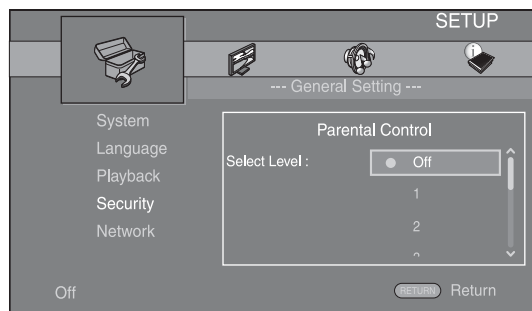 SETUP
--- General Setting ---
System
Language
Playback
Security
Network
Parental Control
Select Level :
Off
1
2
Off
RETURN Return